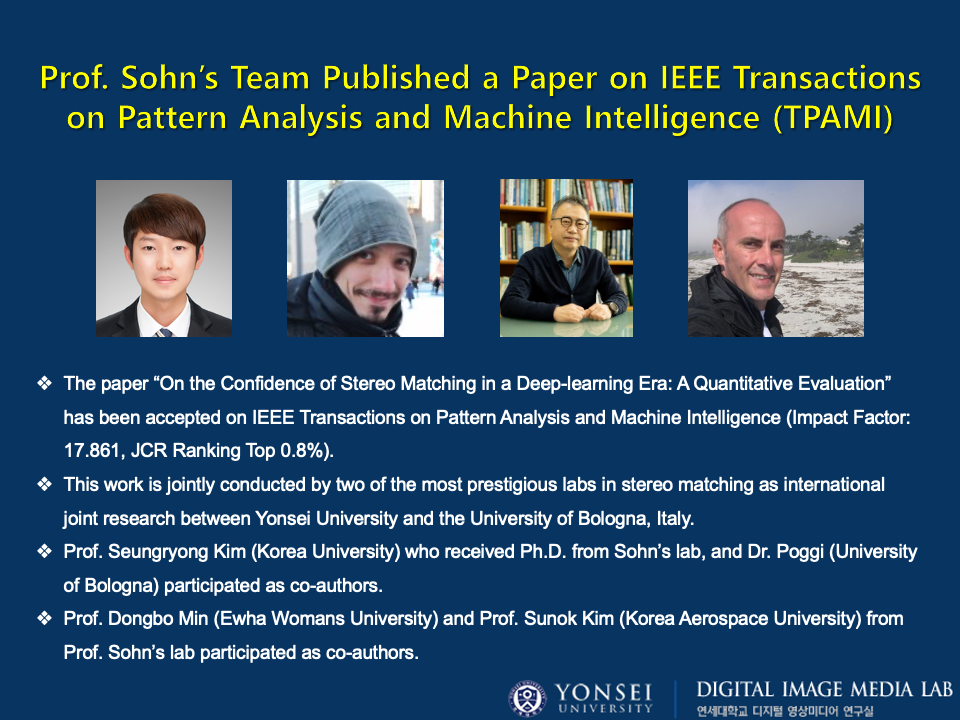 Prof. Sohn’s Team Published a Paper on IEEE Transactions
on Pattern Analysis and Machine Intelligence (TPAMI)
❖ The paper “On the Confidence of Stereo Matching in a Deep-learning Era: A Quantitative Evaluation”
has been accepted on IEEE Transactions on Pattern Analysis and Machine Intelligence (Impact Factor:
17.861, JCR Ranking Top 0.8%).
❖ This work is jointly conducted by two of the most prestigious labs in stereo matching as international
joint research between Yonsei University and the University of Bologna, Italy.
❖ Prof. Seungryong Kim (Korea University) who received Ph.D. from Sohn’s lab, and Dr. Poggi (University
of Bologna) participated as co-authors.
❖ Prof. Dongbo Min (Ewha Womans University) and Prof. Sunok Kim (Korea Aerospace University) from
Prof. Sohn’s lab participated as co-authors.
YONSEI
UNIVERSITY
DIGITAL IMAGE MEDIA LAB
연세대학교 디지털 영상미디어 연구실